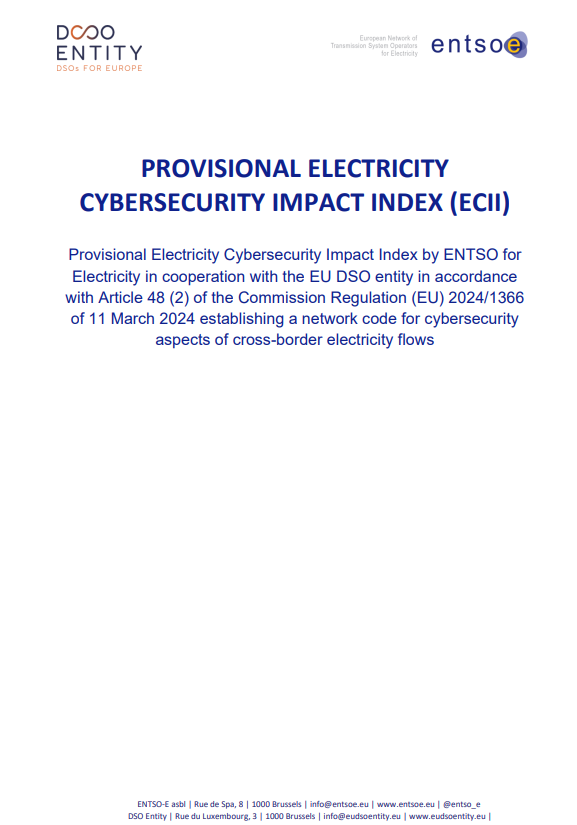 DSO
ENTITY
DSOs FOR EUROPE
European Network of
Transmission System Operators
for Electricity
entsoe
PROVISIONAL ELECTRICITY
CYBERSECURITY IMPACT INDEX (ECII)
Provisional Electricity Cybersecurity Impact Index by ENTSO for
Electricity in cooperation with the EU DSO entity in accordance
with Article 48 (2) of the Commission Regulation (EU) 2024/1366
of 11 March 2024 establishing a network code for cybersecurity
aspects of cross-border electricity flows
ENTSO-E asbl | Rue de Spa, 8 | 1000 Brussels | info@entsoe.eu | www.entsoe.eu | @entso_e
DSO Entity | Rue du Luxembourg, 3 | 1000 Brussels | info@eudsoentity.eu | www.eudsoentity.eu |